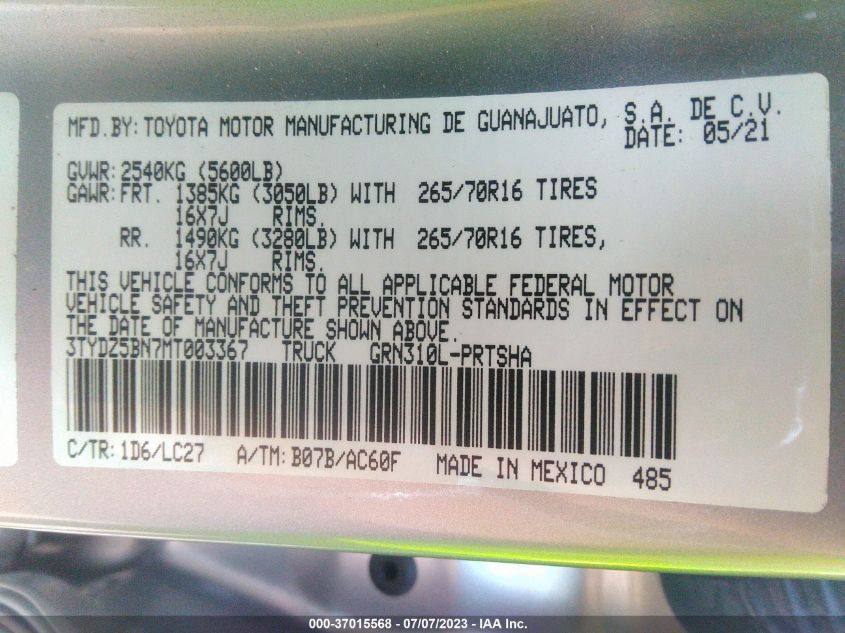 MFD.BY: TOYOTA MOTOR MANUFACTURING DE GUANAJUATO, S.A. DE C.V.
DATE: 05/21
GVWR: 2540KG (5600LB)
GAWR: FRT. 1385KG (3050LB) WITH 265/70R16 TIRES
16X7J RIMS.
RR. 1490KG (3280LB) WITH 265/70R16 TIRES,
16X7J RIMS.
THIS VEHICLE CONFORMS TO ALL APPLICABLE FEDERAL MOTOR
VEHICLE SAFETY AND THEFT PREVENTION STANDARDS IN EFFECT ON
THE DATE OF MANUFACTURE SHOWN ABOVE.
3TYDZ5BN7MT003367 TRUCK GRN310L-PRTSHA
C/TR: 1D6/LC27 A/TM: B07B/AC60F MADE IN MEXICO 485
000-37015568 - 07/07/2023 - IAA Inc.